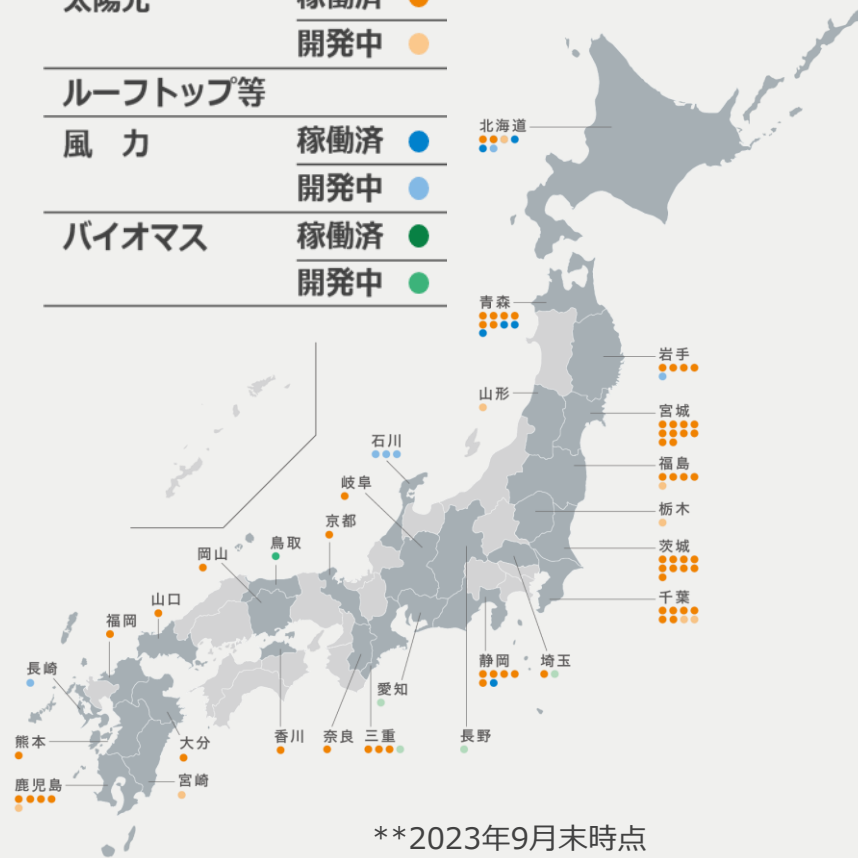 太陽光 稼働済
開発中
ルーフトップ等
風 力 稼働済
開発中
バイオマス 稼働済
開発中
北海道
青森
岩手
山形
宮城
石川
福島
岐阜
栃木
京都
鳥取
岡山
茨城
山口
千葉
福岡
長崎
静岡
埼玉
愛知
熊本
大分
香川
奈良
三重
長野
鹿児島
宮崎
**2023年9月末時点